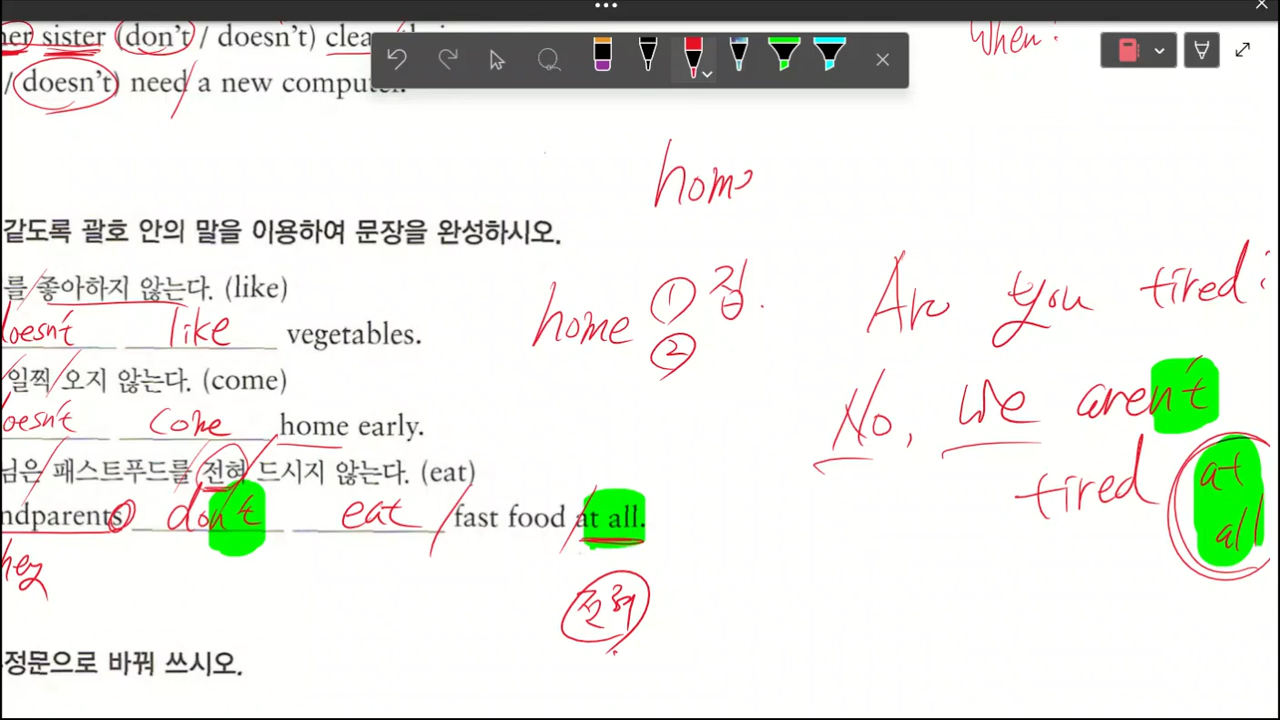 her sister (don't / doesn't) clea
When?
/ doesn't) need a new computer.
home
같도록 괄호 안의 말을 이용하여 문장을 완성하시오.
를 좋아하지 않는다. (like)
home ① 집.
②
Are you tired?
doesn't like vegetables.
일찍 오지 않는다. (come)
No, we aren't
tired at
all
doesn't come home early.
님은 패스트푸드를 전혀 드시지 않는다. (eat)
ndparents don't eat fast food at all.
hey
전혀
정문으로 바꿔 쓰시오.